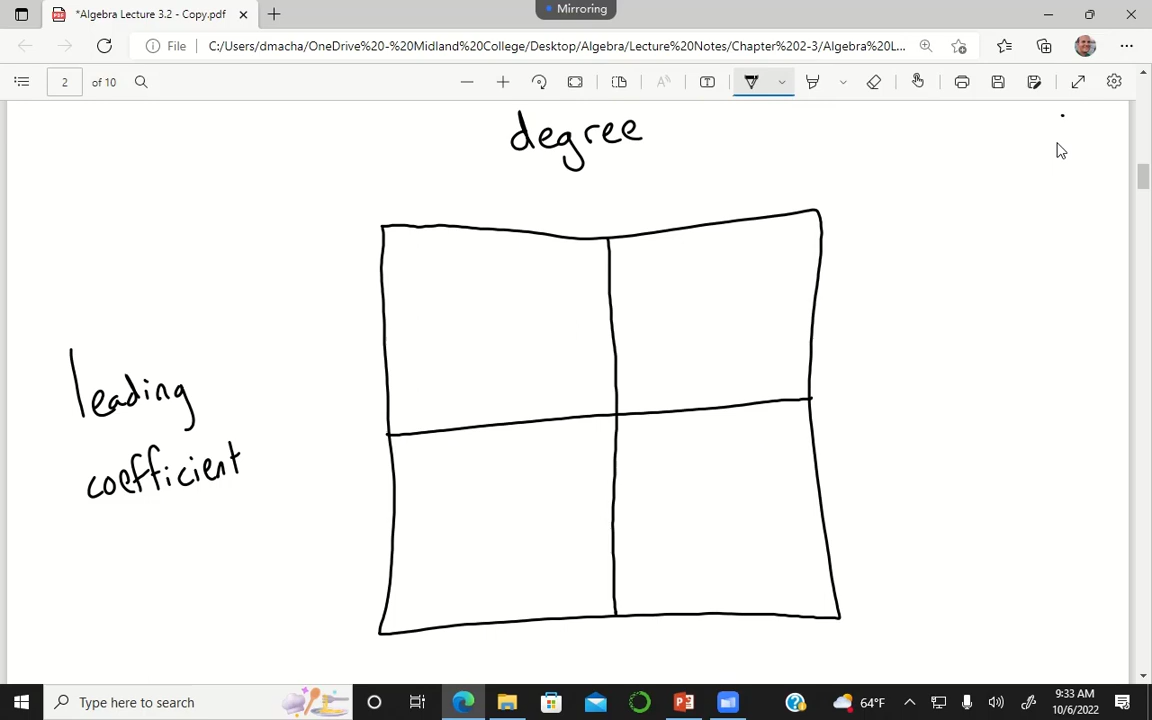 *Algebra Lecture 3.2 - Copy.pdf
Mirroring
File
C:/Users/dmacha/OneDrive%20-%20Midland%20College/Desktop/Algebra/Lecture%20Notes/Chapter%202-3/Algebra%20L...
2 of 10
degree
leading
coefficient
Type here to search
64°F
9:33 AM
10/6/2022